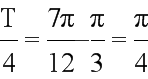 T/4 = 7π/12 π/3 = π/4